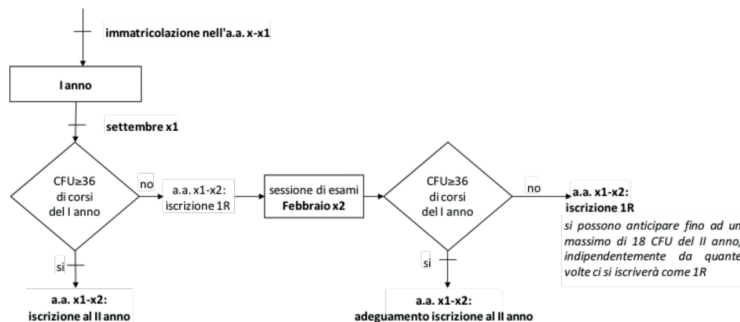 immatricolazione nell'a.a. x-x1
I anno
settembre x1
CFU≥36
di corsi
del I anno
no
a.a. x1-x2:
iscrizione 1R
sessione di esami
Febbraio x2
CFU≥36
di corsi
del I anno
no
a.a. x1-x2:
iscrizione 1R
si possono anticipare fino ad un
massimo di 18 CFU del II anno,
indipendentemente da quante
volte ci si iscriverà come 1R
si
a.a. x1-x2:
iscrizione al II anno
si
a.a. x1-x2:
adeguamento iscrizione al II anno